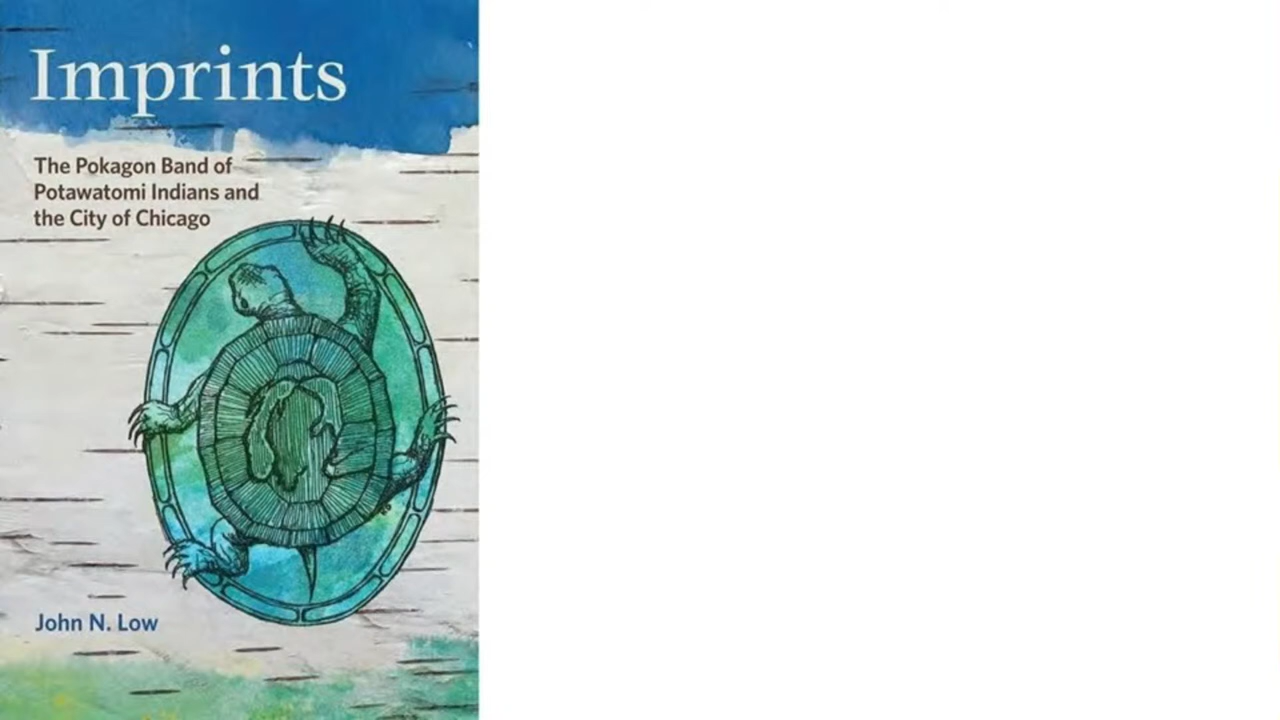 Imprints
The Pokagon Band of
Potawatomi Indians and
the City of Chicago
John N. Low